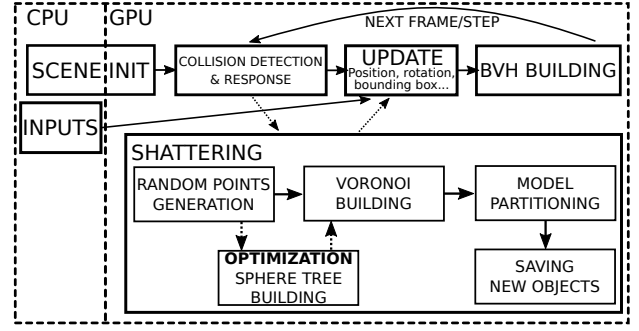 CPU
GPU
NEXT FRAME/STEP
SCENE INIT
COLLISION DETECTION
& RESPONSE
UPDATE
Position, rotation,
bounding box...
BVH BUILDING
INPUTS
SHATTERING
RANDOM POINTS
GENERATION
VORONOI
BUILDING
MODEL
PARTITIONING
OPTIMIZATION
SPHERE TREE
BUILDING
SAVING
NEW OBJECTS